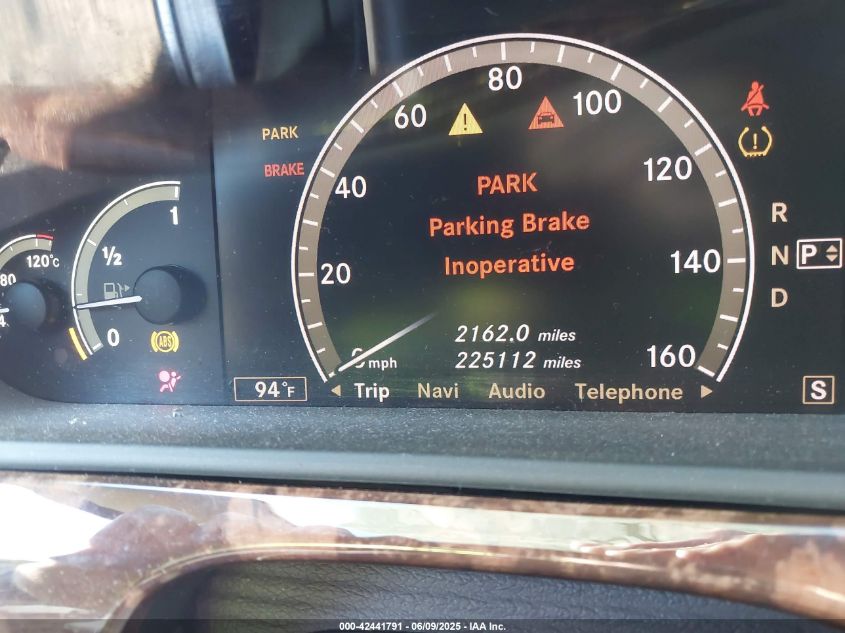 60 80 100
PARK
BRAKE
PARK
40 120
1
Parking Brake
R
1/2
120°C
Inoperative
N P
80
20 140
D
2162.0 miles
ABS
0
225112 miles
0 mph 160
94°F
Trip Navi Audio Telephone
S
000-42441791 - 06/09/2025 - IAA Inc.